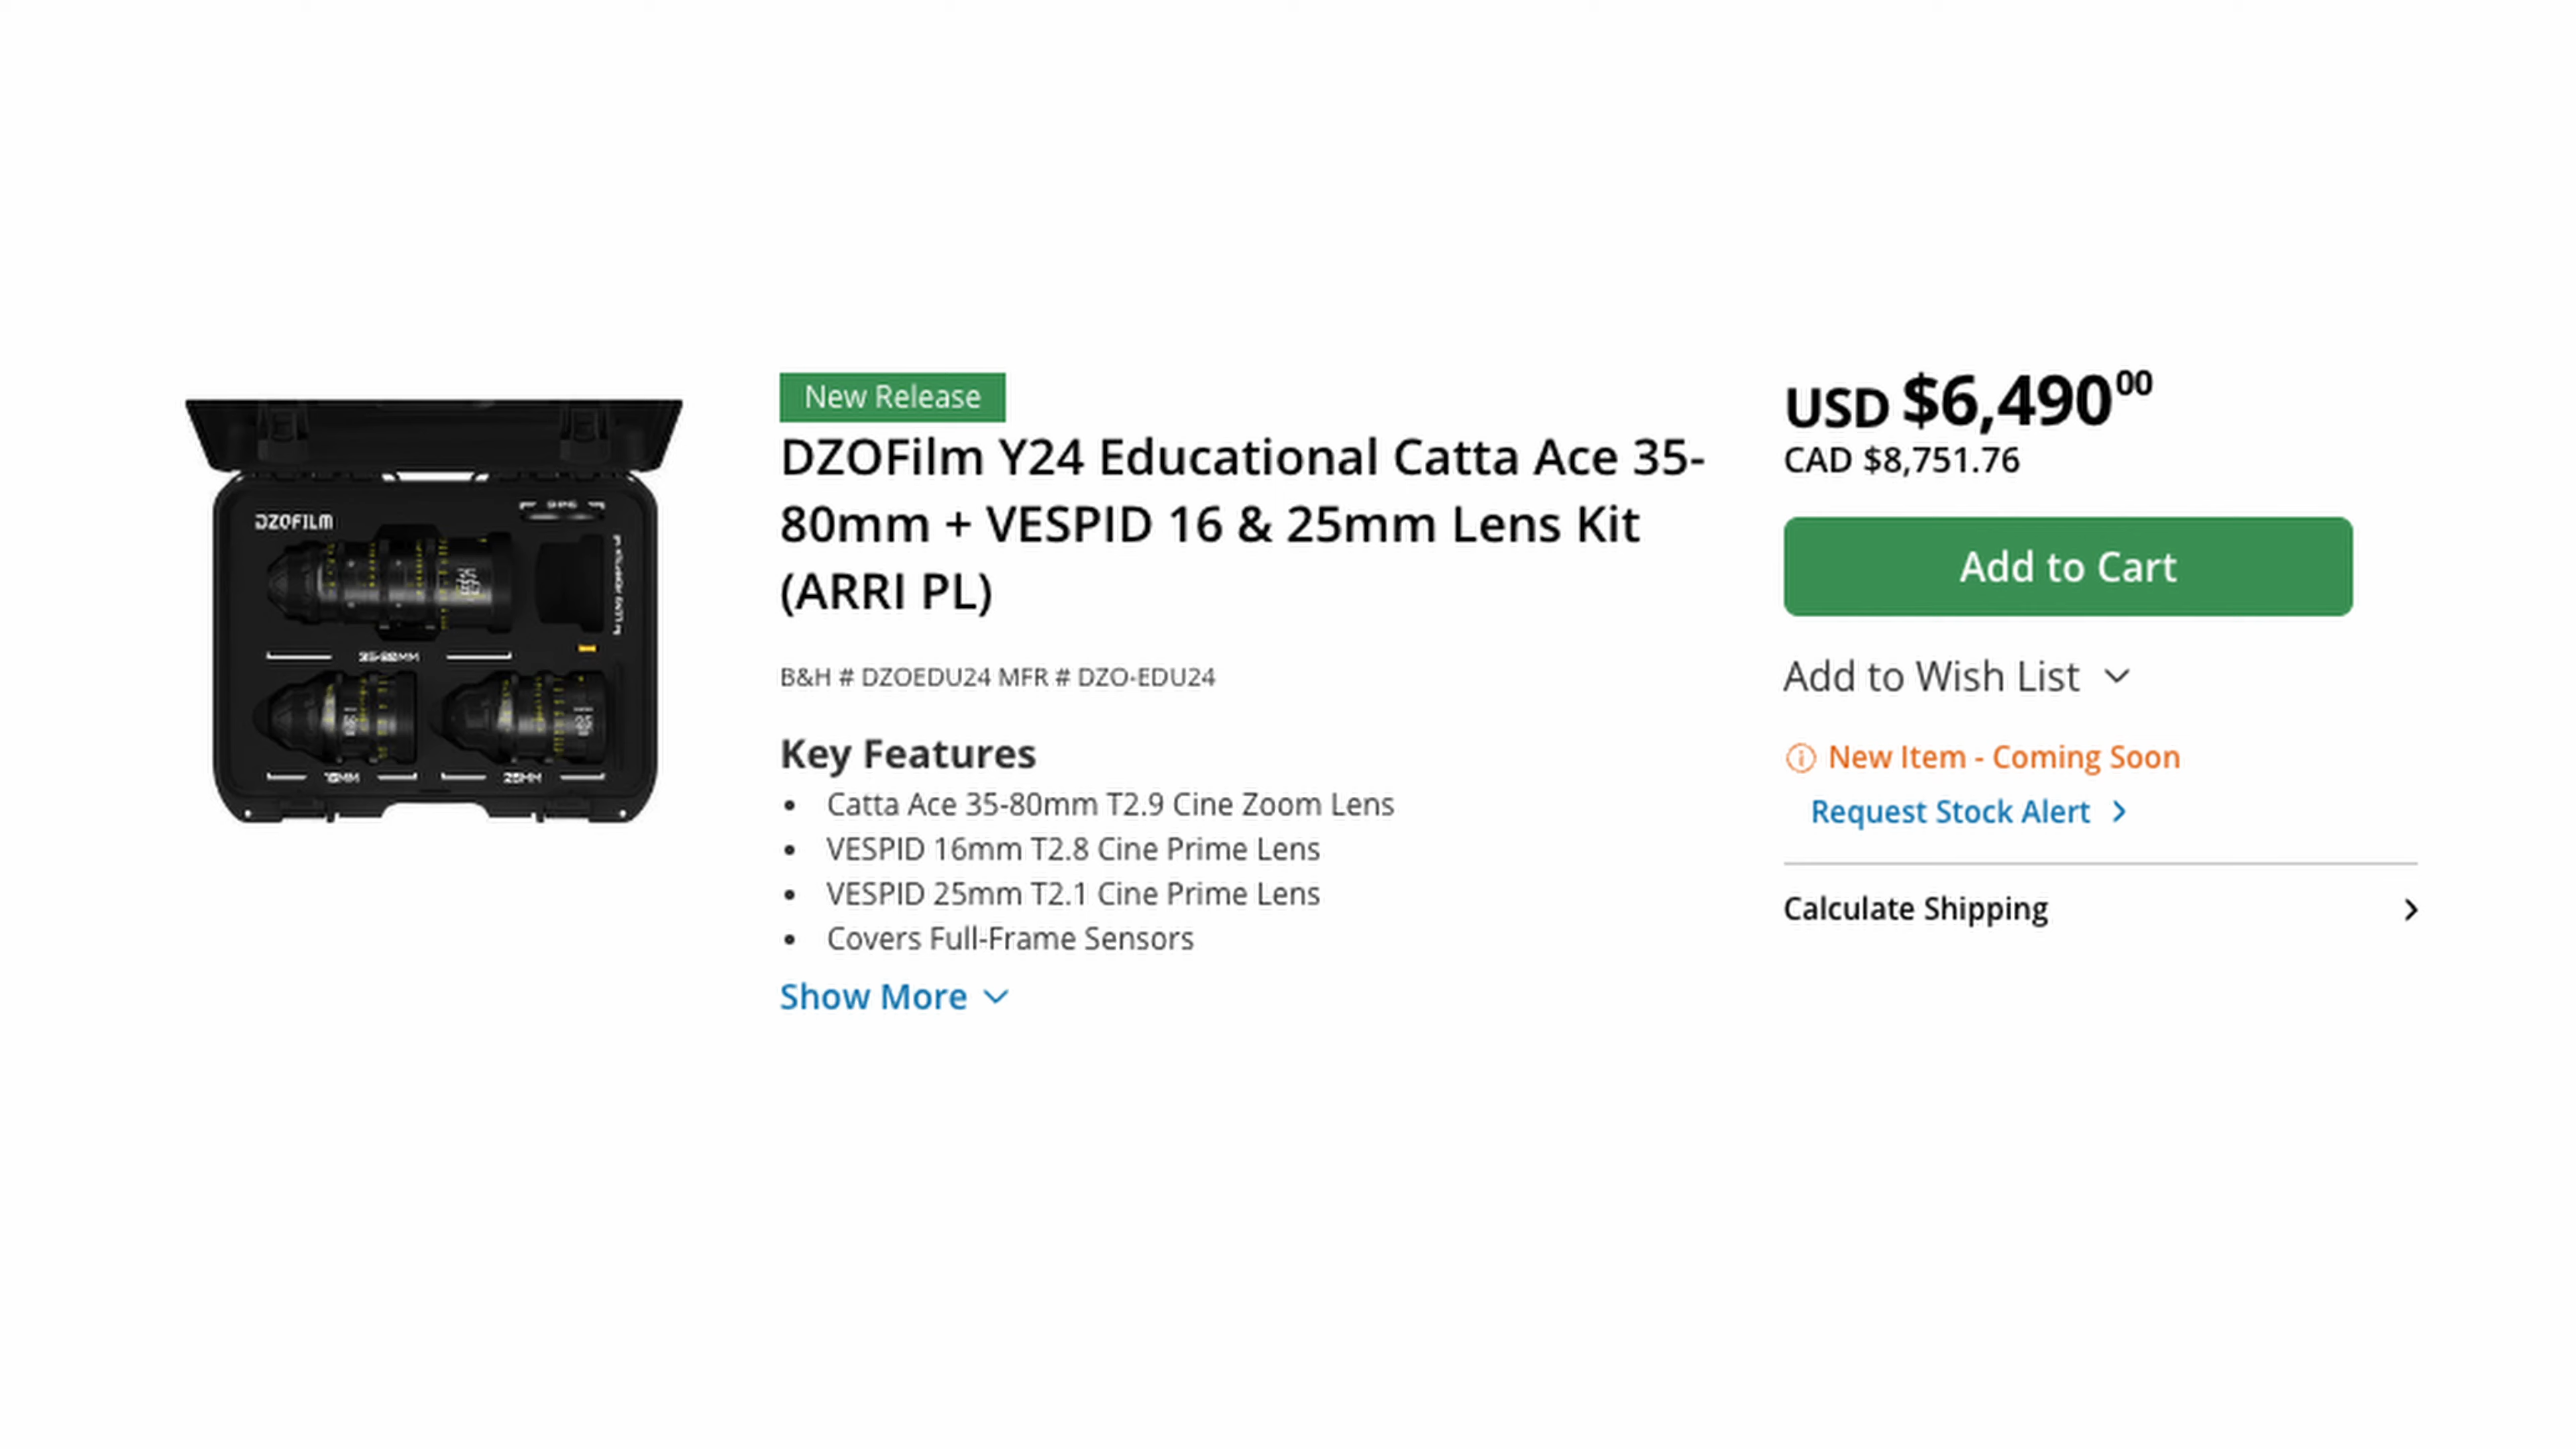 DZOFILM
35-80MM
16MM
25MM
New Release
DZOFilm Y24 Educational Catta Ace 35-
80mm + VESPID 16 & 25mm Lens Kit
(ARRI PL)
B&H # DZOEDU24 MFR # DZO-EDU24
Key Features
• Catta Ace 35-80mm T2.9 Cine Zoom Lens
• VESPID 16mm T2.8 Cine Prime Lens
• VESPID 25mm T2.1 Cine Prime Lens
• Covers Full-Frame Sensors
Show More
USD $6,490 00
CAD $8,751.76
Add to Cart
Add to Wish List
New Item - Coming Soon
Request Stock Alert
Calculate Shipping